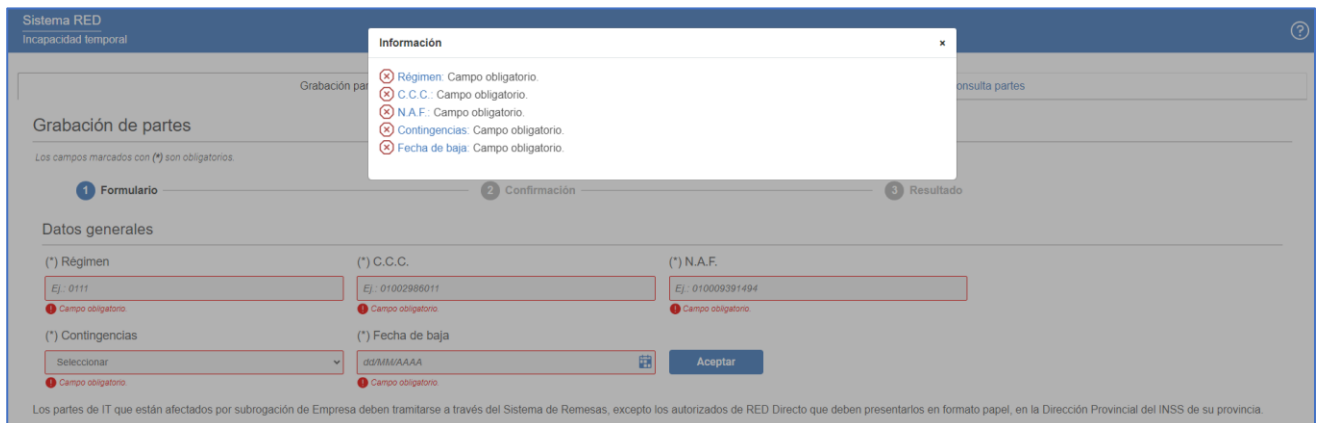 Sistema RED
Incapacidad temporal
Información
×
Régimen: Campo obligatorio.
C.C.C.: Campo obligatorio.
N.A.F.: Campo obligatorio.
Contingencias: Campo obligatorio.
Fecha de baja: Campo obligatorio.
Grabación par
onsulta partes
Grabación de partes
Los campos marcados con (*) son obligatorios.
1 Formulario
2 Confirmación
3 Resultado
Datos generales
(*) Régimen
(*) C.C.C.
(*) N.A.F.
Ej.: 0111
Ej.: 01002986011
Ej.: 010009391494
Campo obligatorio.
Campo obligatorio.
Campo obligatorio.
(*) Contingencias
(*) Fecha de baja
Seleccionar
dd/MM/AAAA
Aceptar
Campo obligatorio.
Campo obligatorio.
Los partes de IT que están afectados por subrogación de Empresa deben tramitarse a través del Sistema de Remesas, excepto los autorizados de RED Directo que deben presentarlos en formato papel, en la Dirección Provincial del INSS de su provincia.